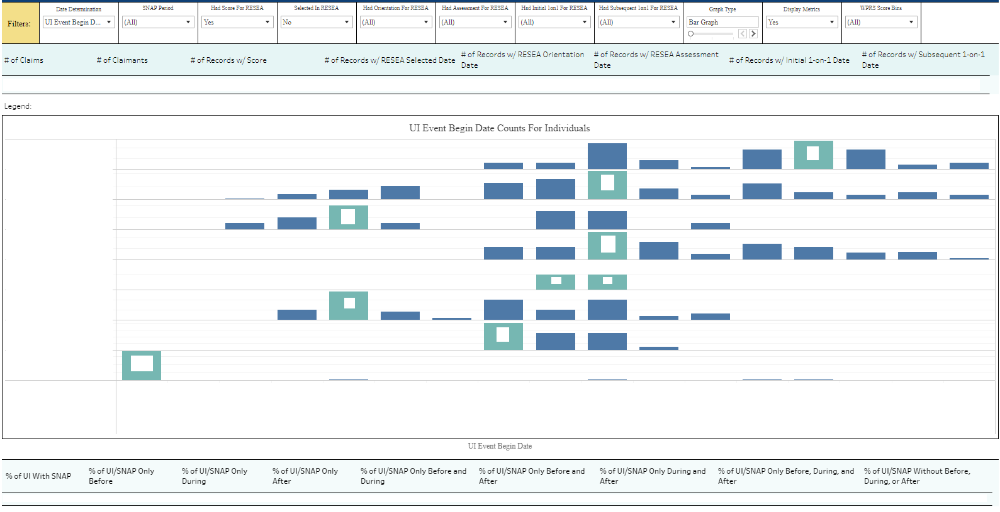 Filters:
Date Determination
UI Event Begin D...
SNAP Period
(All)
Had Score For RESEA
Yes
Selected In RESEA
No
Had Orientation For RESEA
(All)
Had Assessment For RESEA
(All)
Had Initial 1on1 For RESEA
(All)
Had Subsequent 1on1 For RESEA
(All)
Graph Type
Bar Graph
Display Metrics
Yes
WPRS Score Bins
(All)
# of Claims
# of Claimants
# of Records w/ Score
# of Records w/ RESEA Selected Date
# of Records w/ RESEA Orientation
Date
# of Records w/ RESEA Assessment
Date
# of Records w/ Initial 1-on-1 Date
# of Records w/ Subsequent 1-on-1
Date
Legend:
UI Event Begin Date Counts For Individuals
UI Event Begin Date
% of UI With SNAP
% of UI/SNAP Only
Before
% of UI/SNAP Only
During
% of UI/SNAP Only
After
% of UI/SNAP Only Before and
During
% of UI/SNAP Only Before and
After
% of UI/SNAP Only During and
After
% of UI/SNAP Only Before, During, and
After
% of UI/SNAP Without Before,
During, or After